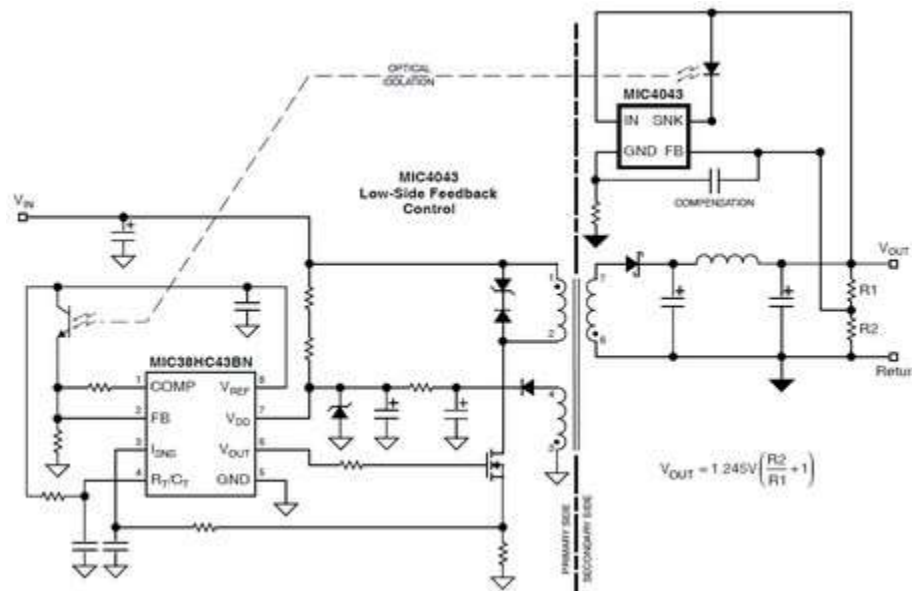 OPTICAL
ISOLATION
MIC4043
IN SNK
GND FB
MIC4043
Low-Side Feedback
Control
COMPENSATION
VIN
VOUT
R1
R2
Return
1
2
7
6
4
3
MIC38HC43BN
1 COMP VREF 8
2 FB VDD 7
3 ISNS VOUT 6
4 RT/CT GND 5
PRIMARY SIDE
SECONDARY SIDE
VOUT = 1.245V(R2/R1 + 1)